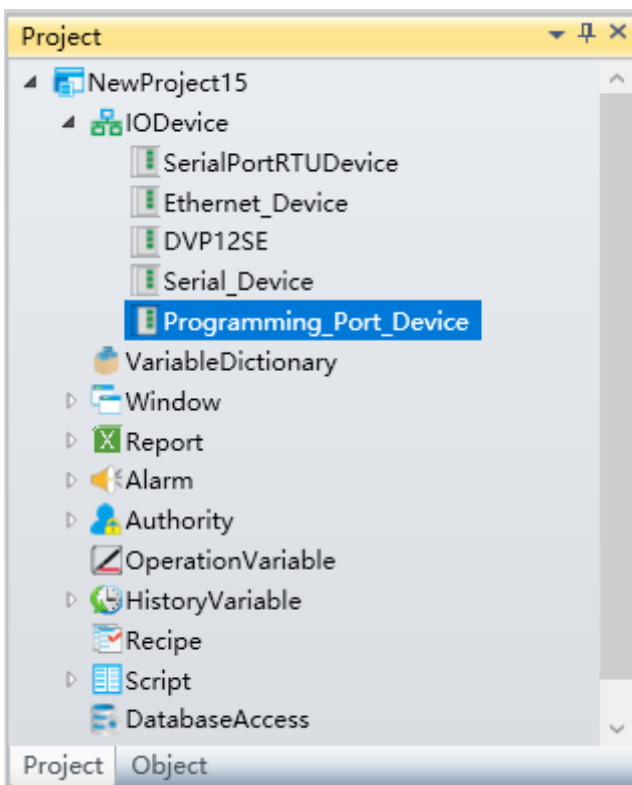 Project
NewProject15
IODevice
SerialPortRTUDevice
Ethernet_Device
DVP12SE
Serial_Device
Programming_Port_Device
VariableDictionary
Window
Report
Alarm
Authority
OperationVariable
HistoryVariable
Recipe
Script
DatabaseAccess
Project Object